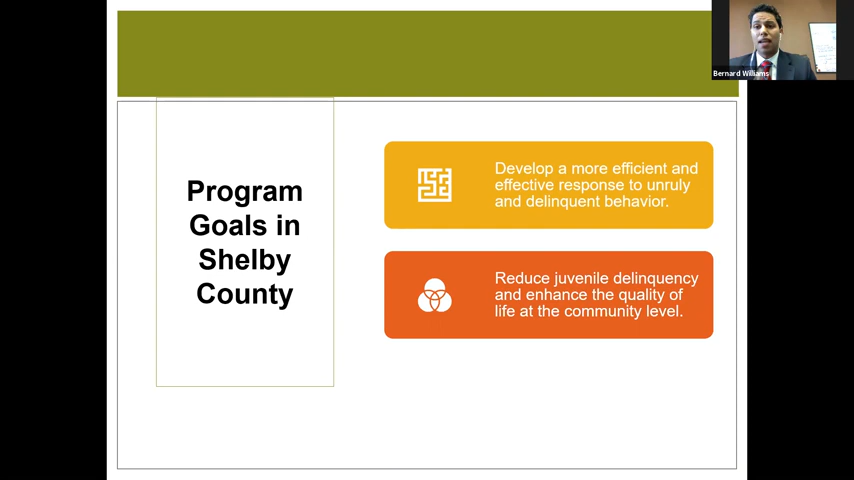 Bernard Williams
Program
Goals in
Shelby
County
Develop a more efficient and
effective response to unruly
and delinquent behavior.
Reduce juvenile delinquency
and enhance the quality of
life at the community level.